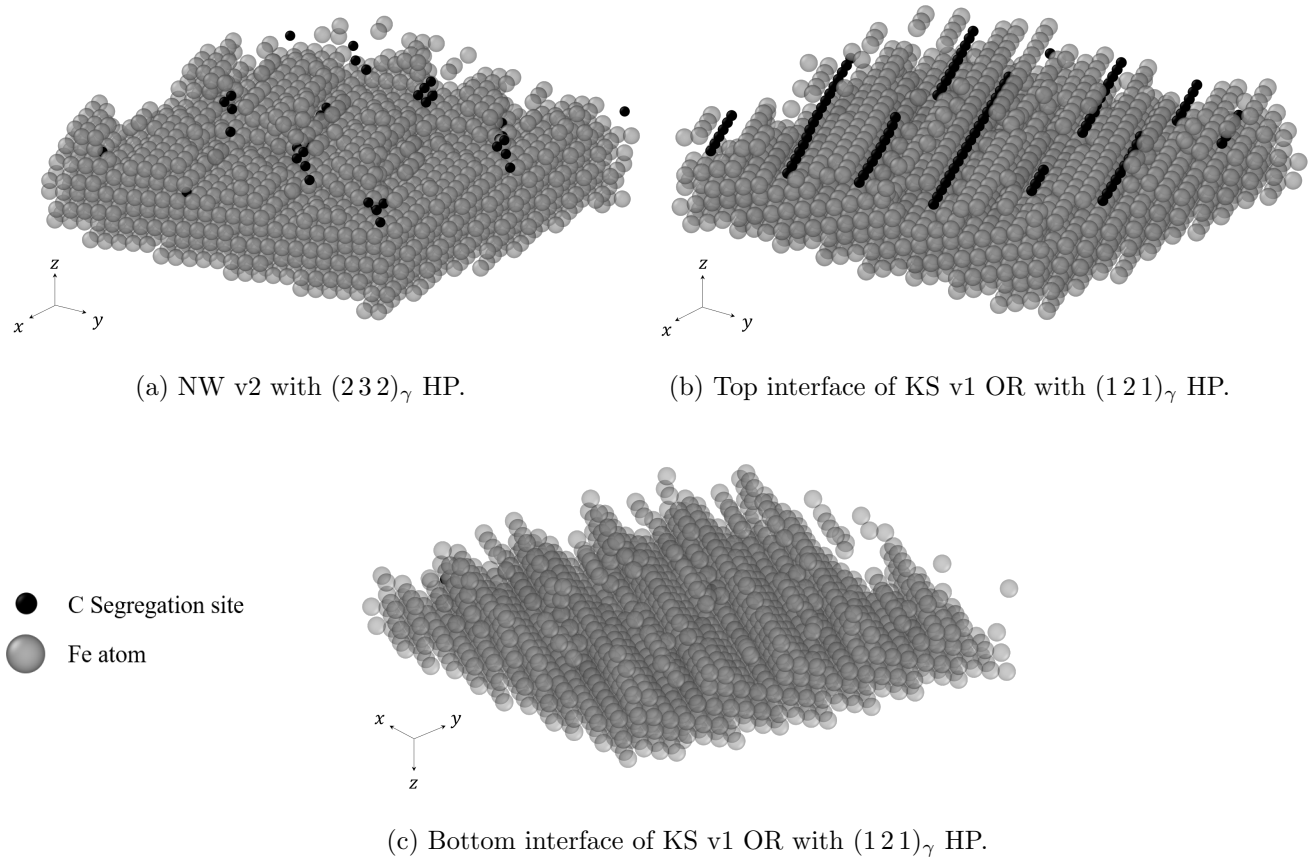 z
x
y
z
x
y
(a) NW v2 with (2 3 2)γ HP.
(b) Top interface of KS v1 OR with (1 2 1)γ HP.
C Segregation site
Fe atom
x
y
z
(c) Bottom interface of KS v1 OR with (1 2 1)γ HP.